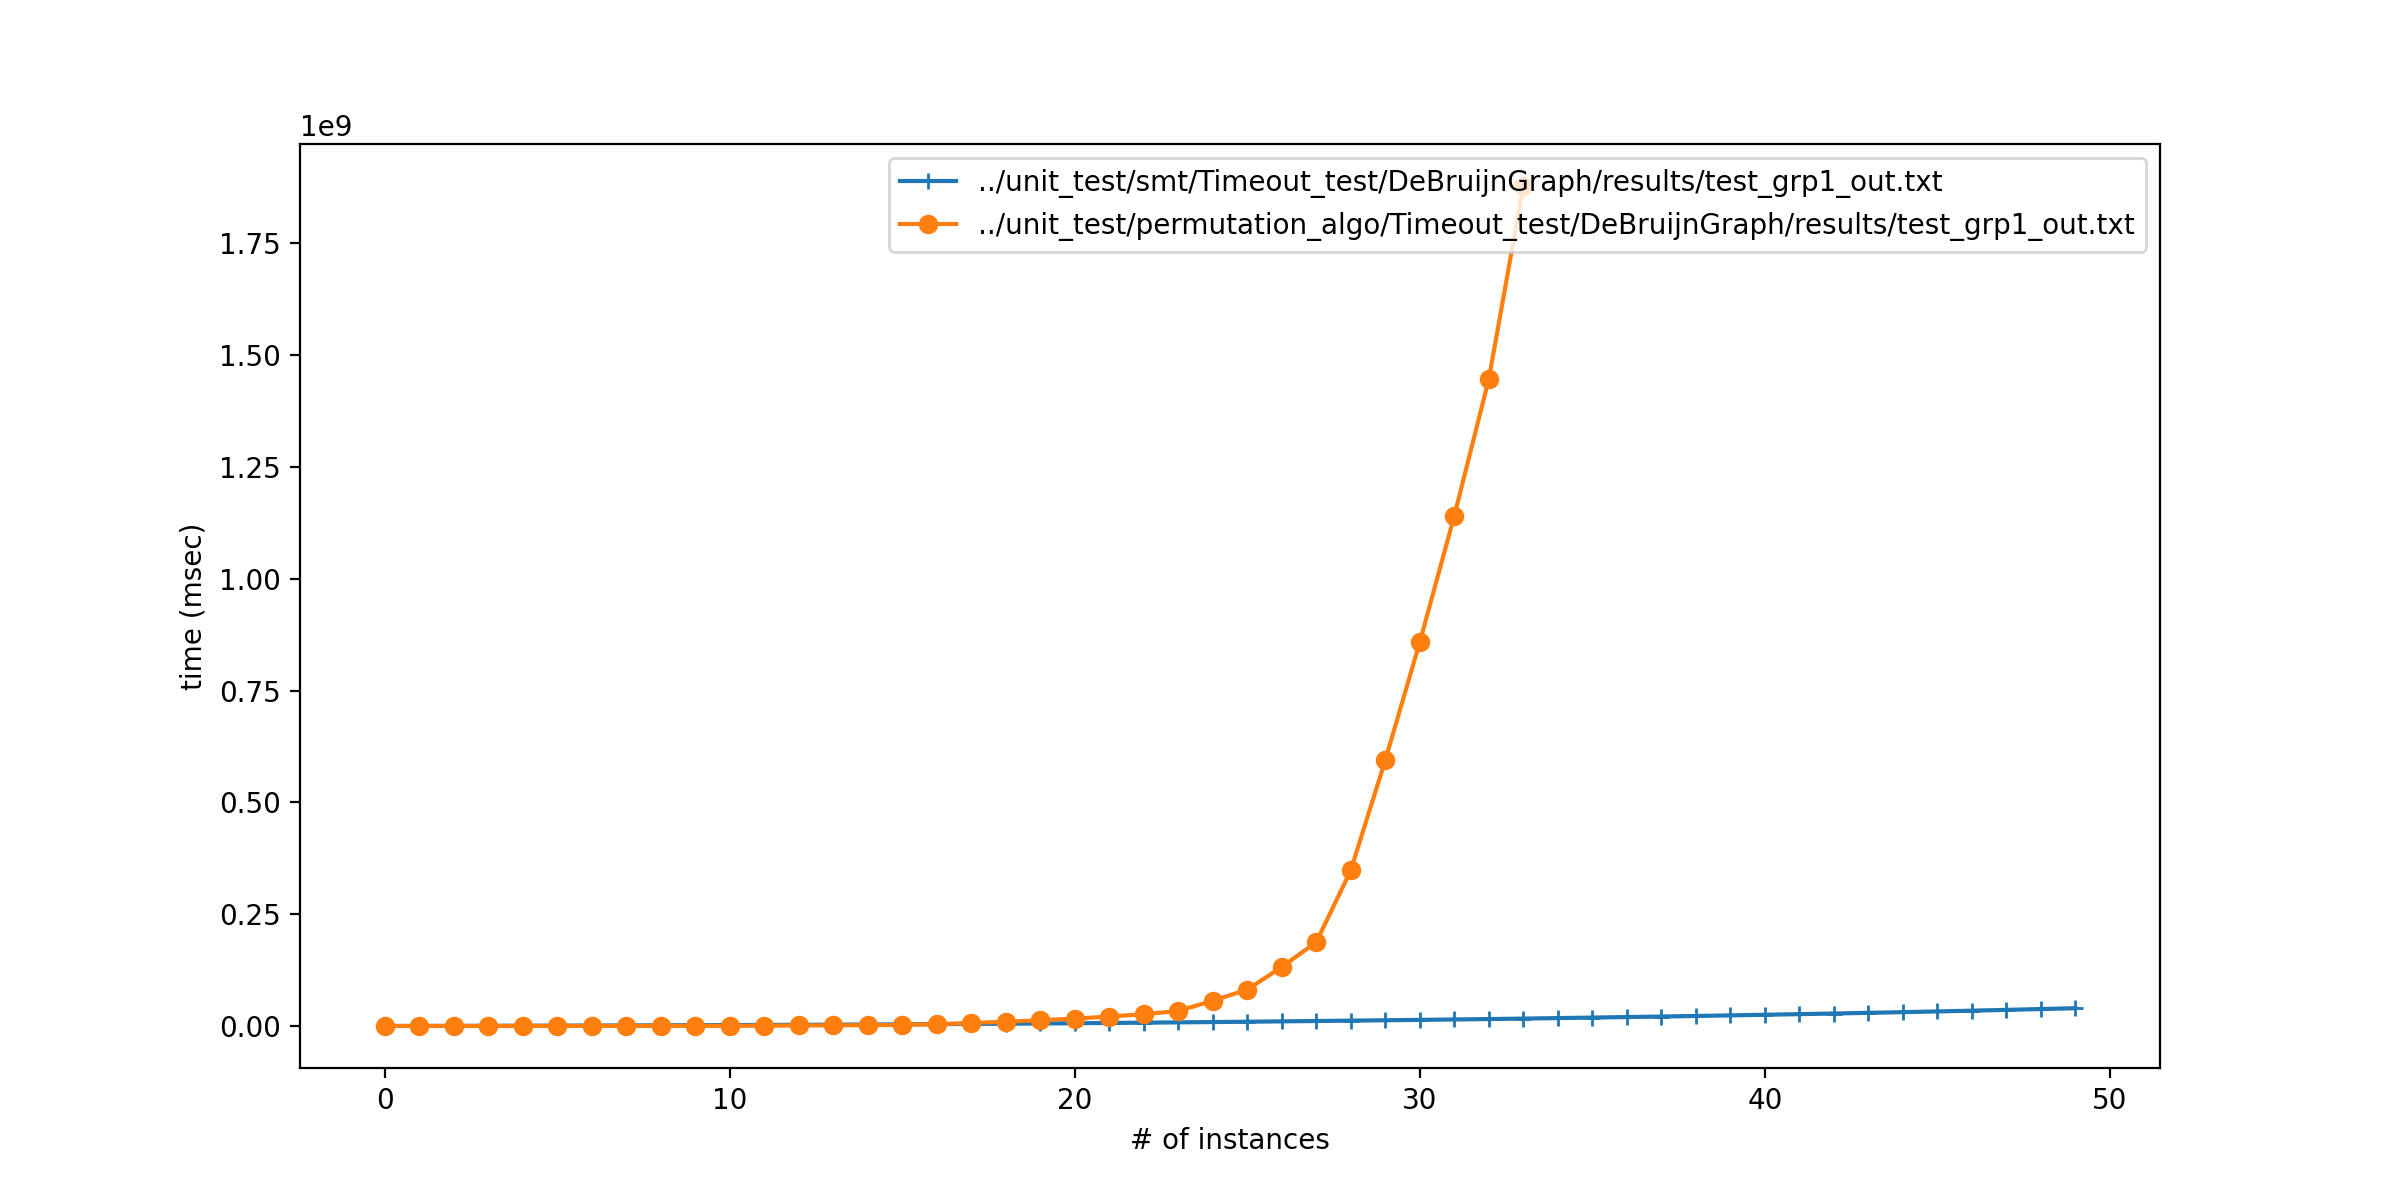 1e9
../unit_test/smt/Timeout_test/DeBruijnGraph/results/test_grp1_out.txt
../unit_test/permutation_algo/Timeout_test/DeBruijnGraph/results/test_grp1_out.txt
1.75
1.50
1.25
1.00
0.75
0.50
0.25
0.00
time (msec)
0 10 20 30 40 50
# of instances